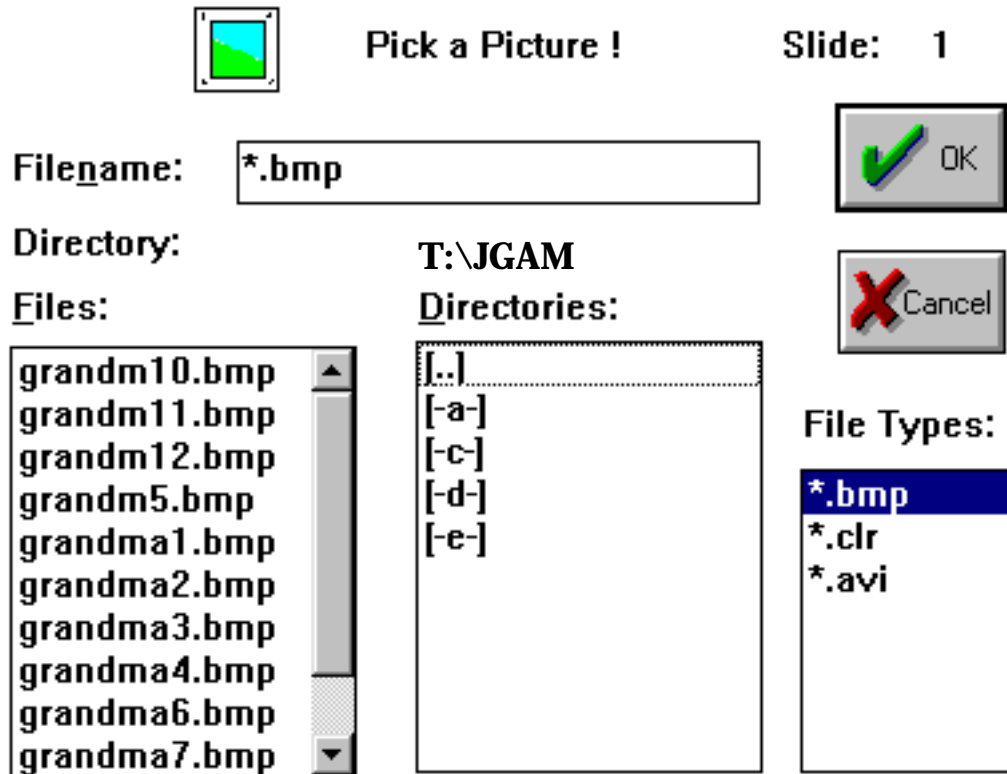 Pick a Picture !
Slide: 1
Filename:
*.bmp
OK
Directory:
T:\JGAM
Cancel
Files:
grandm10.bmp
grandm11.bmp
grandm12.bmp
grandm5.bmp
grandma1.bmp
grandma2.bmp
grandma3.bmp
grandma4.bmp
grandma6.bmp
grandma7.bmp
Directories:
[..]
[-a-]
[-c-]
[-d-]
[-e-]
File Types:
*.bmp
*.clr
*.avi